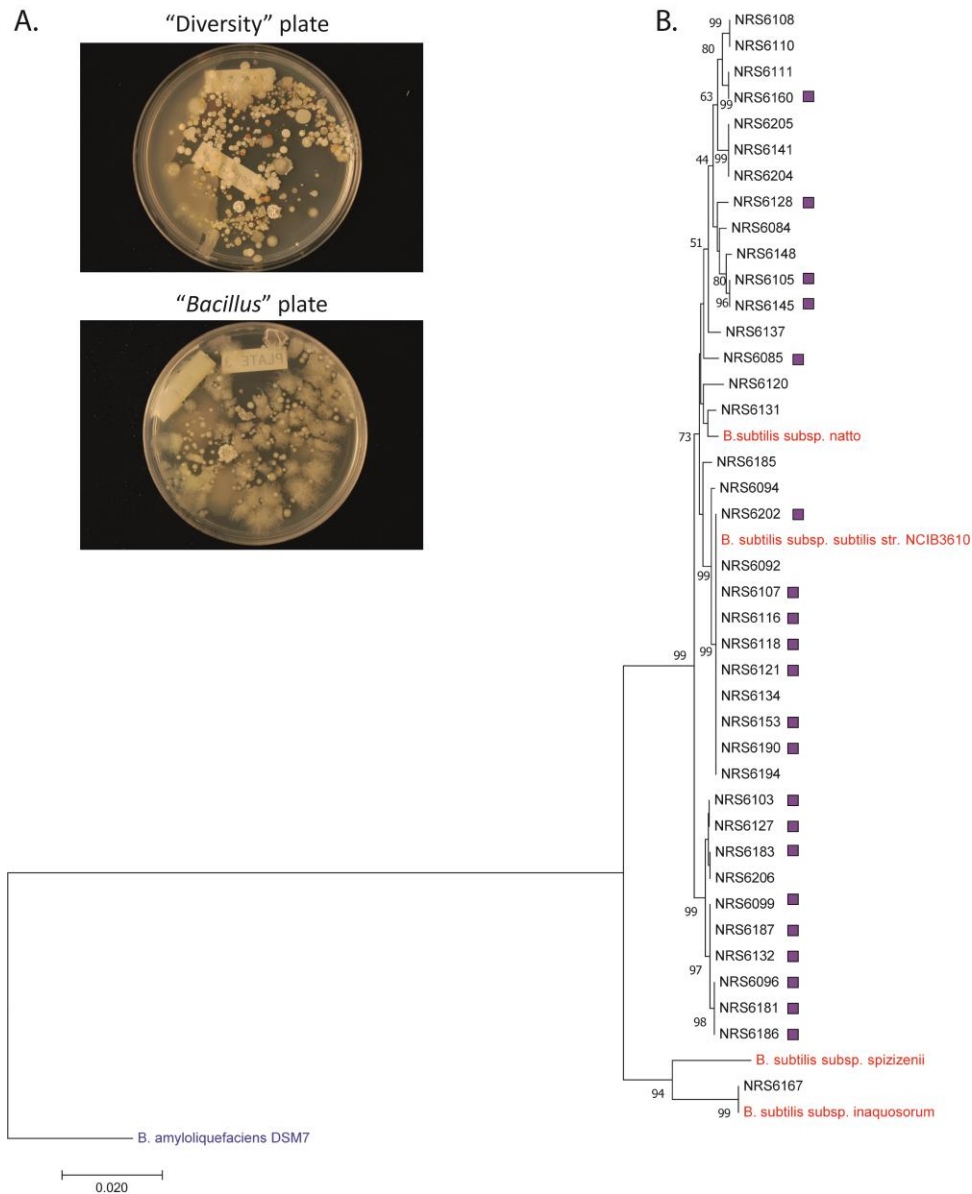 A.
"Diversity" plate
"Bacillus" plate
PLATE 3
B.
99
80
63
99
99
44
51
80
96
73
99
99
99
99
97
98
94
99
NRS6108
NRS6110
NRS6111
NRS6160
NRS6205
NRS6141
NRS6204
NRS6128
NRS6084
NRS6148
NRS6105
NRS6145
NRS6137
NRS6085
NRS6120
NRS6131
B.subtilis subsp. natto
NRS6185
NRS6094
NRS6202
B. subtilis subsp. subtilis str. NCIB3610
NRS6092
NRS6107
NRS6116
NRS6118
NRS6121
NRS6134
NRS6153
NRS6190
NRS6194
NRS6103
NRS6127
NRS6183
NRS6206
NRS6099
NRS6187
NRS6132
NRS6096
NRS6181
NRS6186
B. subtilis subsp. spizizenii
NRS6167
B. subtilis subsp. inaquosorum
B. amyloliquefaciens DSM7
0.020